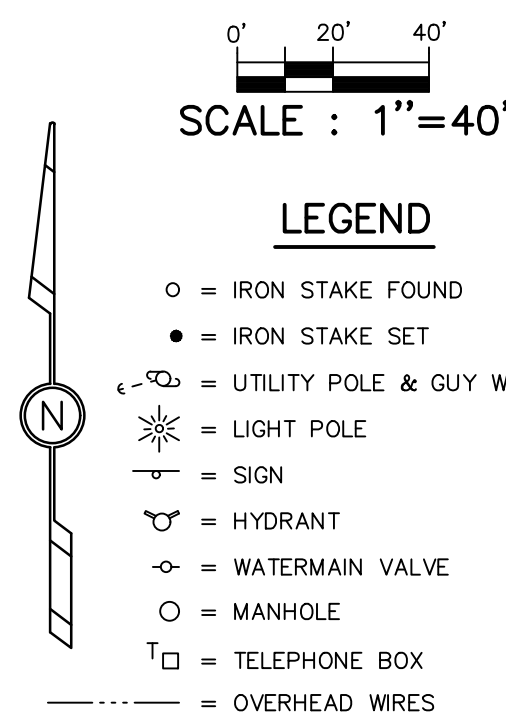 0' 20' 40'
SCALE : 1"=40'
LEGEND
= IRON STAKE FOUND
= IRON STAKE SET
= UTILITY POLE & GUY W
N
= LIGHT POLE
= SIGN
= HYDRANT
= WATERMAIN VALVE
= MANHOLE
T = TELEPHONE BOX
= OVERHEAD WIRES